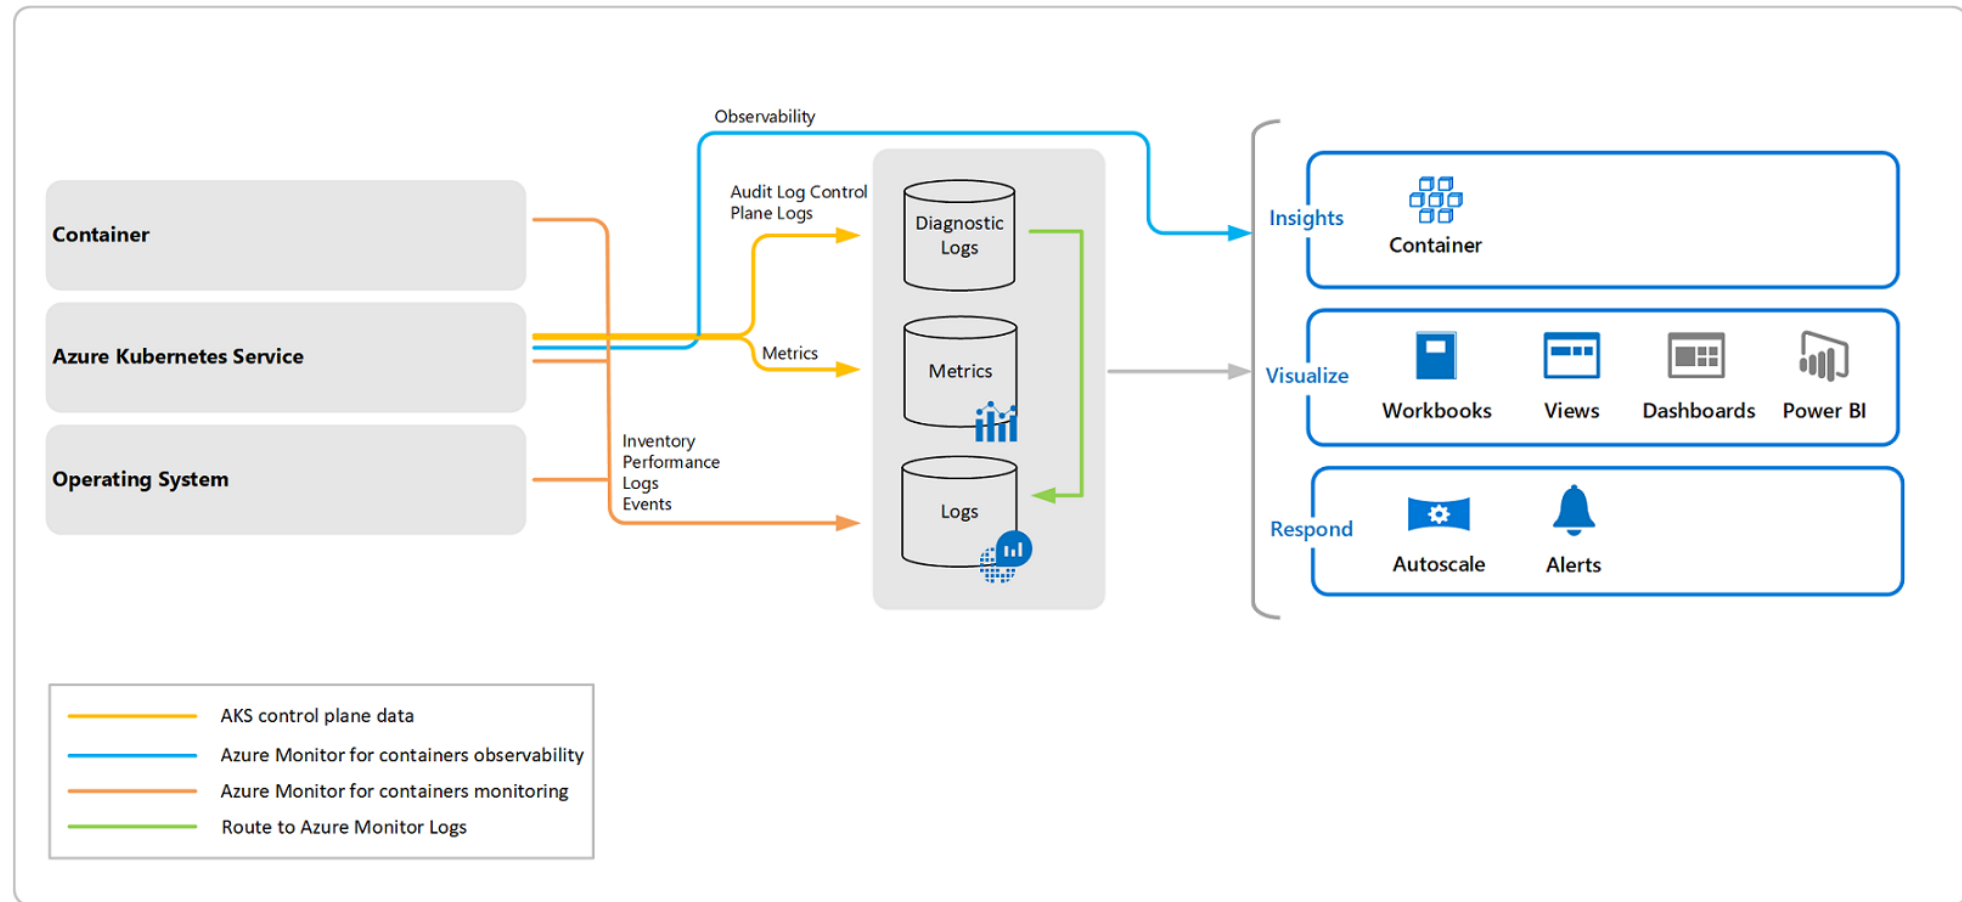 Observability
Audit Log Control
Plane Logs
Container
Azure Kubernetes Service
Operating System
Metrics
Inventory
Performance
Logs
Events
Diagnostic
Logs
Metrics
Logs
Insights
Container
Visualize
Workbooks
Views
Dashboards
Power BI
Respond
Autoscale
Alerts
AKS control plane data
Azure Monitor for containers observability
Azure Monitor for containers monitoring
Route to Azure Monitor Logs